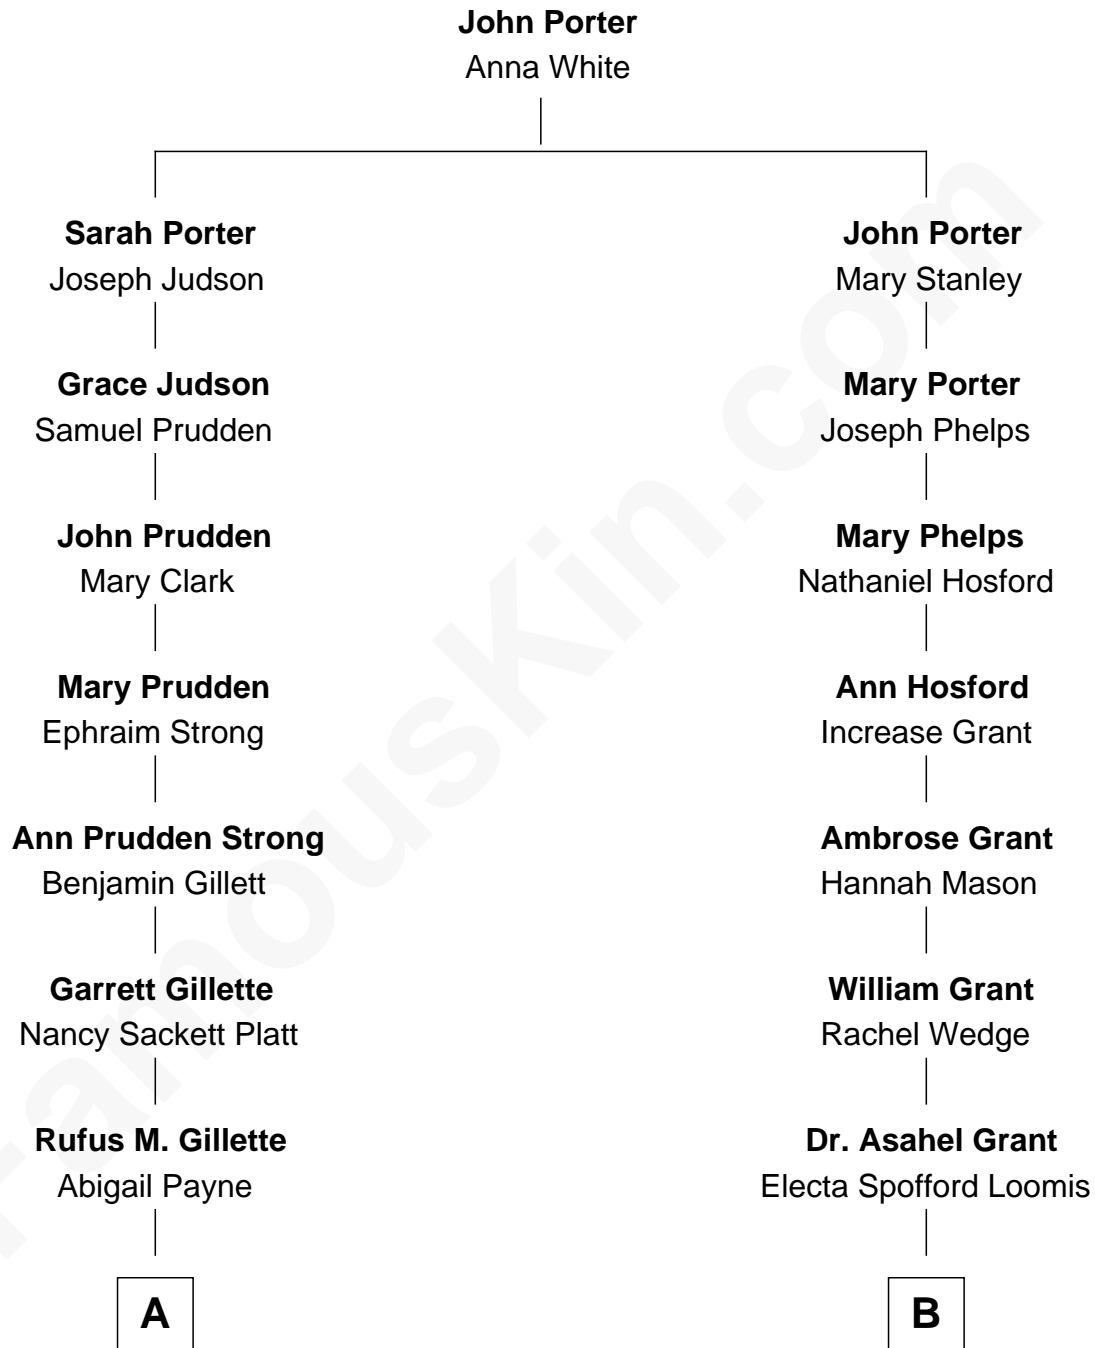 John Porter
Anna White
Sarah Porter
Joseph Judson
John Porter
Mary Stanley
Grace Judson
Samuel Prudden
Mary Porter
Joseph Phelps
John Prudden
Mary Clark
Mary Phelps
Nathaniel Hosford
Mary Prudden
Ephraim Strong
Ann Hosford
Increase Grant
Ann Prudden Strong
Benjamin Gillett
Ambrose Grant
Hannah Mason
Garrett Gillette
Nancy Sackett Platt
William Grant
Rachel Wedge
Rufus M. Gillette
Abigail Payne
Dr. Asahel Grant
Electa Spofford Loomis
A
B
FamousKin.com